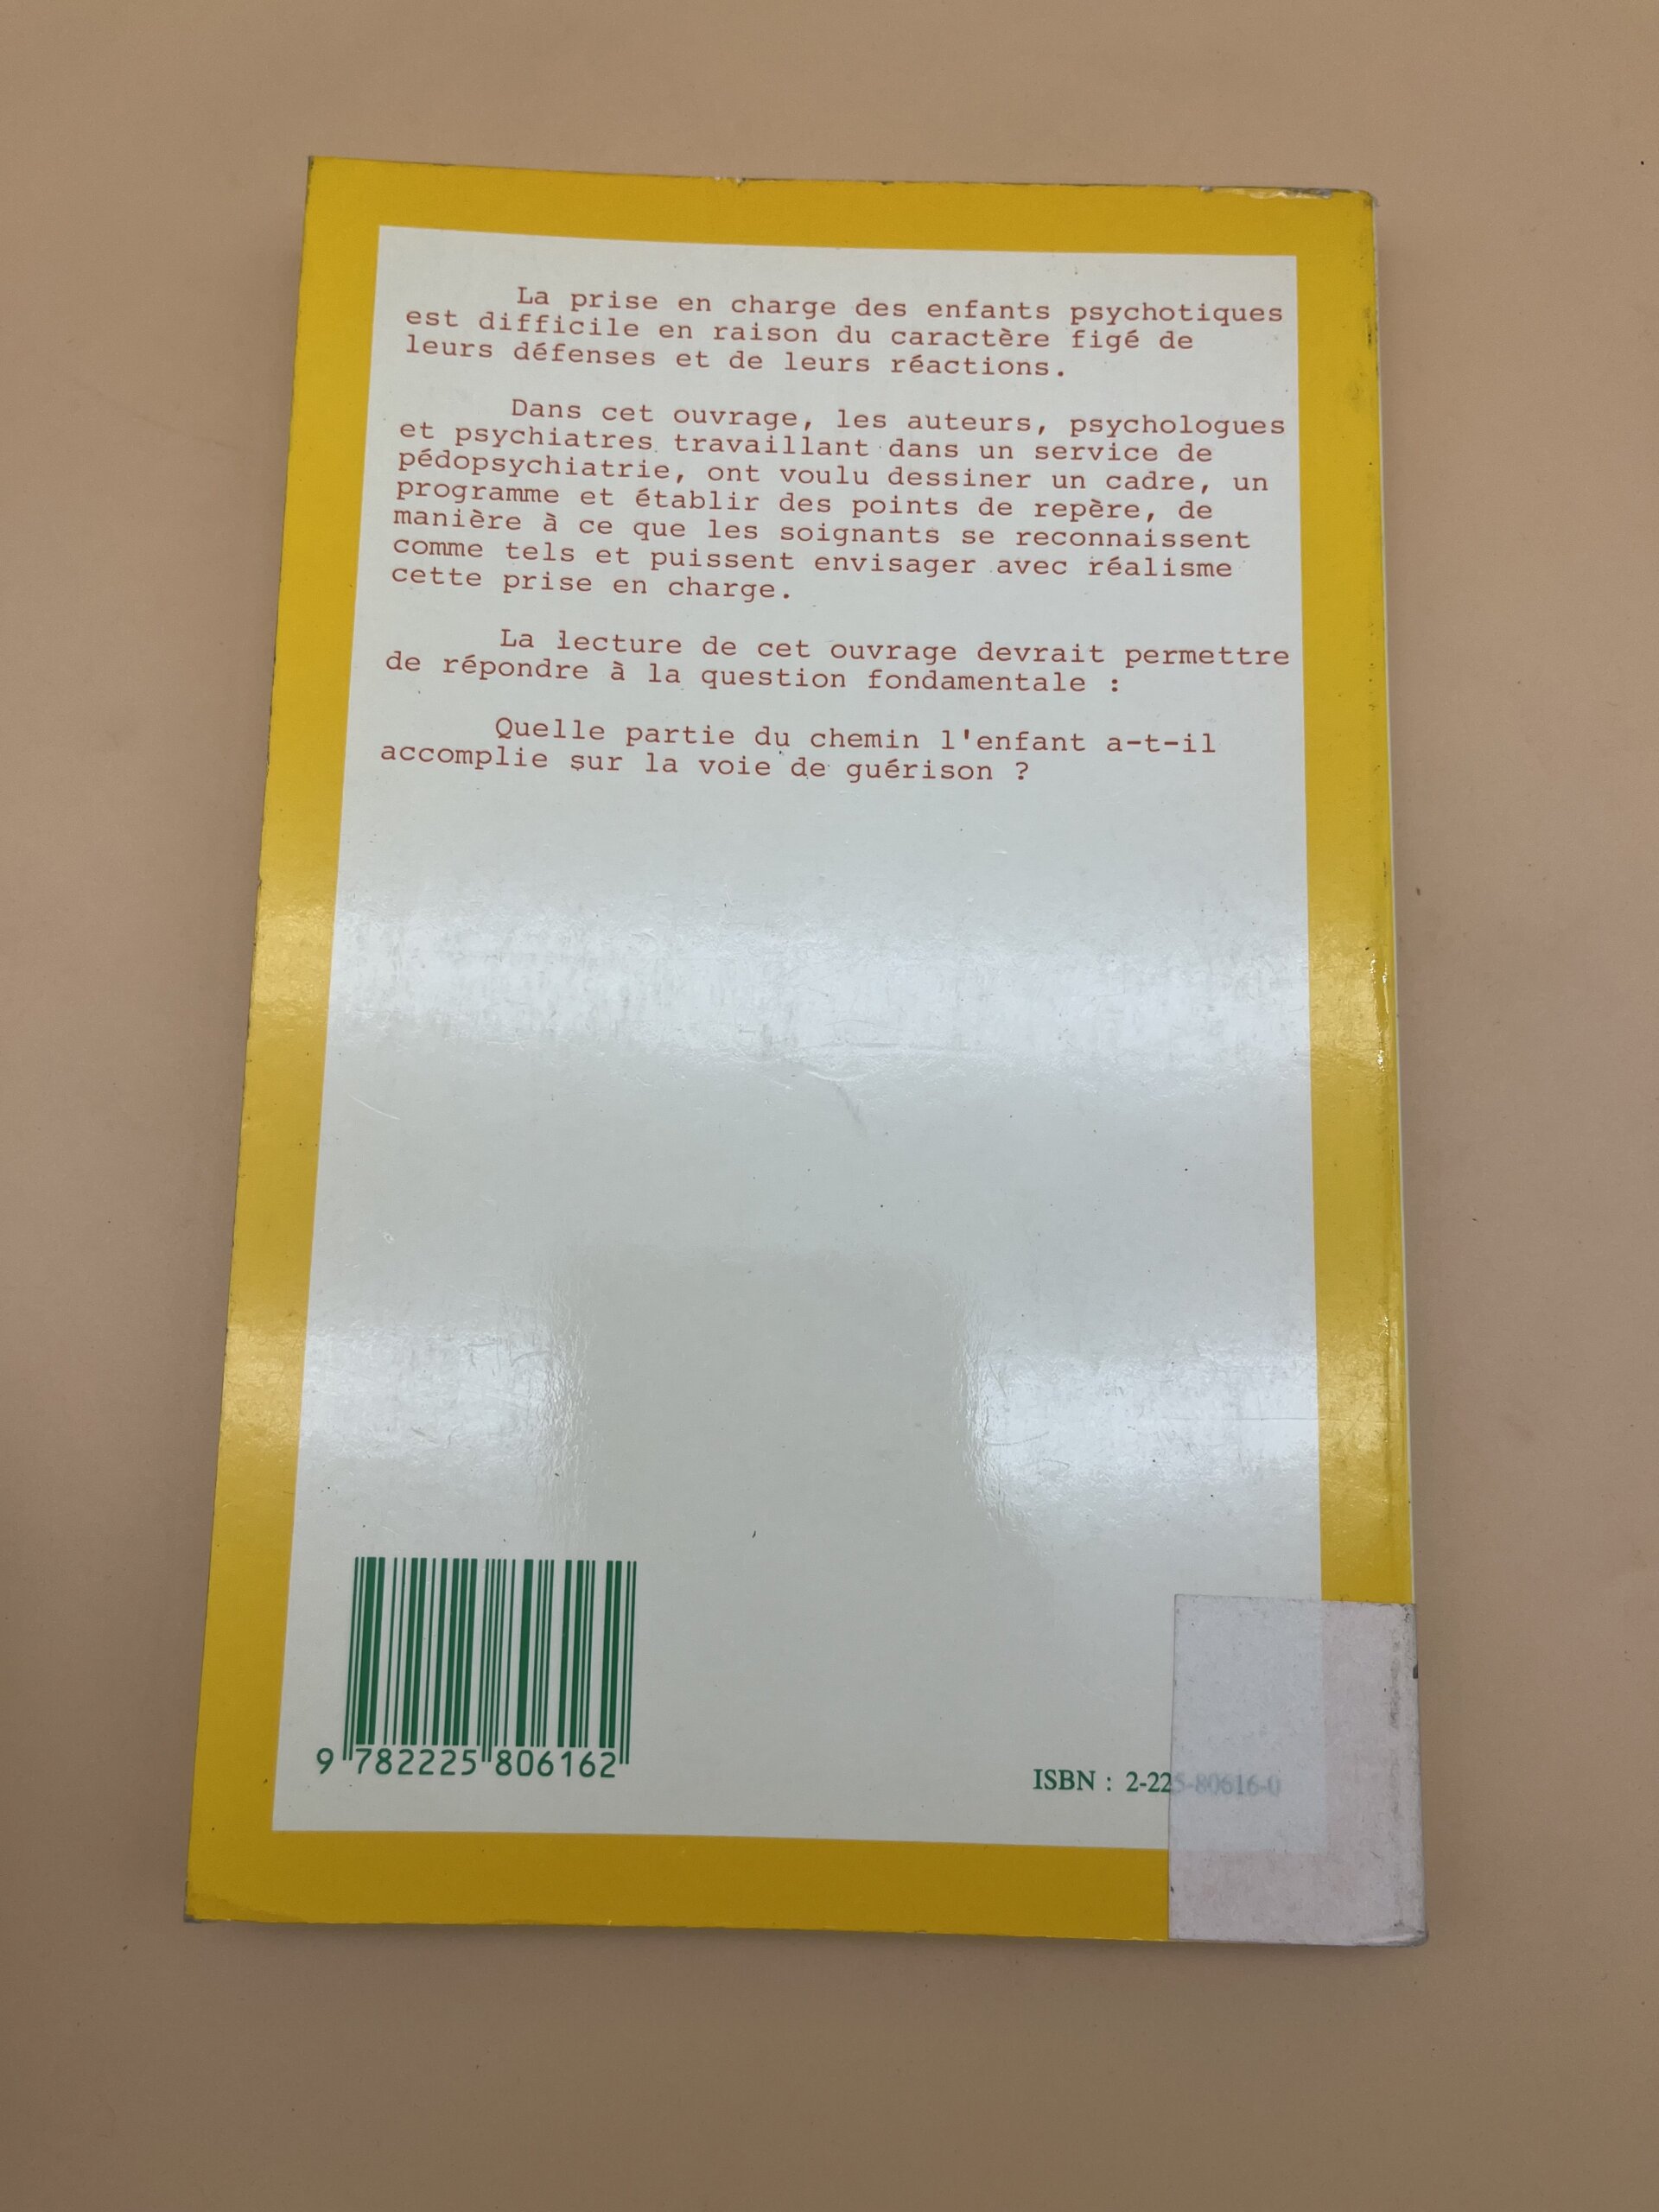 La prise en charge des enfants psychotiques
est difficile en raison du caractère figé de
leurs défenses et de leurs réactions.
Dans cet ouvrage, les auteurs, psychologues
et psychiatres travaillant dans un service de
pédopsychiatrie, ont voulu dessiner un cadre, un
programme et établir des points de repère, de
manière à ce que les soignants se reconnaissent
comme tels et puissent envisager avec réalisme
cette prise en charge.
La lecture de cet ouvrage devrait permettre
de répondre à la question fondamentale :
Quelle partie du chemin l'enfant a-t-il
accomplie sur la voie de guérison ?
9 782225 806162
ISBN : 2-225-80616-0